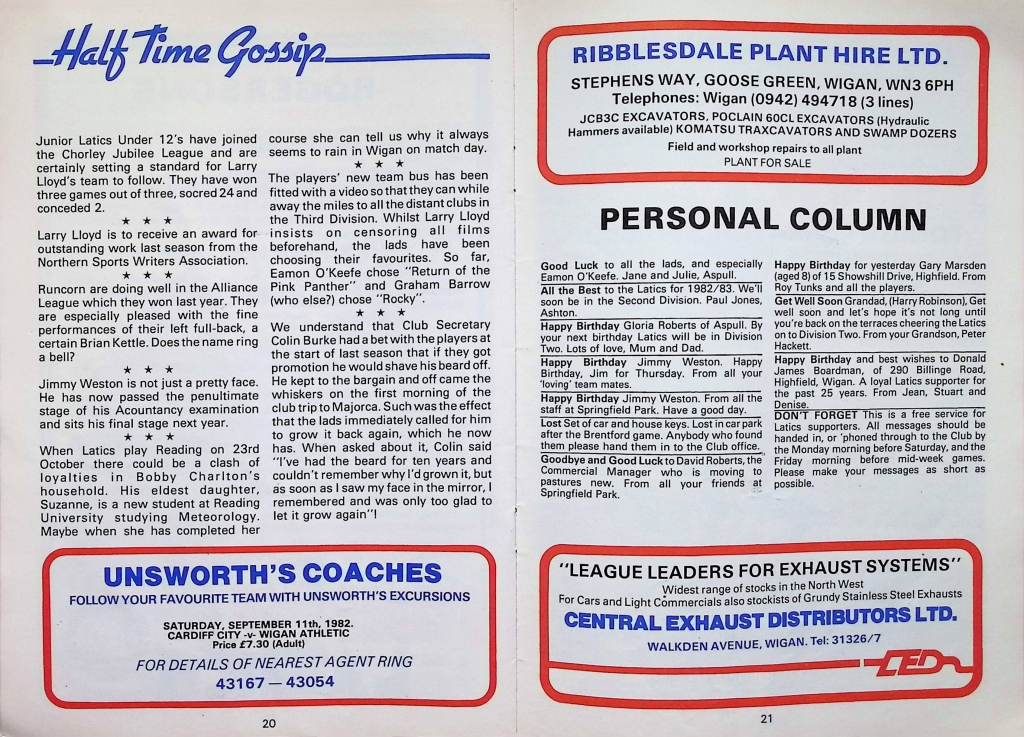 Half Time Gossip
Junior Latics Under 12's have joined
the Chorley Jubilee League and are
certainly setting a standard for Larry
Lloyd's team to follow. They have won
three games out of three, socred 24 and
conceded 2.
★ ★ ★
Larry Lloyd is to receive an award for
outstanding work last season from the
Northern Sports Writers Association.
★ ★ ★
Runcorn are doing well in the Alliance
League which they won last year. They
are especially pleased with the fine
performances of their left full-back, a
certain Brian Kettle. Does the name ring
a bell?
★ ★ ★
Jimmy Weston is not just a pretty face.
He has now passed the penultimate
stage of his Acountancy examination
and sits his final stage next year.
★ ★ ★
When Latics play Reading on 23rd
October there could be a clash of
loyalties in Bobby Charlton's
household. His eldest daughter,
Suzanne, is a new student at Reading
University studying Meteorology.
Maybe when she has completed her
course she can tell us why it always
seems to rain in Wigan on match day.
★ ★ ★
The players' new team bus has been
fitted with a video so that they can while
away the miles to all the distant clubs in
the Third Division. Whilst Larry Lloyd
insists on censoring all films
beforehand, the lads have been
choosing their favourites. So far,
Eamon O'Keefe chose "Return of the
Pink Panther" and Graham Barrow
(who else?) chose "Rocky".
★ ★ ★
We understand that Club Secretary
Colin Burke had a bet with the players at
the start of last season that if they got
promotion he would shave his beard off.
He kept to the bargain and off came the
whiskers on the first morning of the
club trip to Majorca. Such was the effect
that the lads immediately called for him
to grow it back again, which he now
has. When asked about it, Colin said
"I've had the beard for ten years and
couldn't remember why I'd grown it, but
as soon as I saw my face in the mirror, I
remembered and was only too glad to
let it grow again"!
UNSWORTH'S COACHES
FOLLOW YOUR FAVOURITE TEAM WITH UNSWORTH'S EXCURSIONS
SATURDAY, SEPTEMBER 11th, 1982.
CARDIFF CITY -v- WIGAN ATHLETIC
Price £7.30 (Adult)
FOR DETAILS OF NEAREST AGENT RING
43167 — 43054
20
RIBBLESDALE PLANT HIRE LTD.
STEPHENS WAY, GOOSE GREEN, WIGAN, WN3 6PH
Telephones: Wigan (0942) 494718 (3 lines)
JCB3C EXCAVATORS, POCLAIN 60CL EXCAVATORS (Hydraulic
Hammers available) KOMATSU TRAXCAVATORS AND SWAMP DOZERS
Field and workshop repairs to all plant
PLANT FOR SALE
PERSONAL COLUMN
Good Luck to all the lads, and especially
Eamon O'Keefe. Jane and Julie, Aspull.
All the Best to the Latics for 1982/83. We'll
soon be in the Second Division. Paul Jones,
Ashton.
Happy Birthday Gloria Roberts of Aspull. By
your next birthday Latics will be in Division
Two. Lots of love, Mum and Dad.
Happy Birthday Jimmy Weston. Happy
Birthday, Jim for Thursday. From all your
'loving' team mates.
Happy Birthday Jimmy Weston. From all the
staff at Springfield Park. Have a good day.
Lost Set of car and house keys. Lost in car park
after the Brentford game. Anybody who found
them please hand them in to the Club office.
Goodbye and Good Luck to David Roberts, the
Commercial Manager who is moving to
pastures new. From all your friends at
Springfield Park.
Happy Birthday for yesterday Gary Marsden
(aged 8) of 15 Showshill Drive, Highfield. From
Roy Tunks and all the players.
Get Well Soon Grandad, (Harry Robinson), Get
well soon and let's hope it's not long until
you're back on the terraces cheering the Latics
on to Division Two. From your Grandson, Peter
Hackett.
Happy Birthday and best wishes to Donald
James Boardman, of 290 Billinge Road,
Highfield, Wigan. A loyal Latics supporter for
the past 25 years. From Jean, Stuart and
Denise.
DON'T FORGET This is a free service for
Latics supporters. All messages should be
handed in, or 'phoned through to the Club by
the Monday morning before Saturday, and the
Friday morning before mid-week games.
Please make your messages as short as
possible.
"LEAGUE LEADERS FOR EXHAUST SYSTEMS"
Widest range of stocks in the North West
For Cars and Light Commercials also stockists of Grundy Stainless Steel Exhausts
CENTRAL EXHAUST DISTRIBUTORS LTD.
WALKDEN AVENUE, WIGAN. Tel: 31326/7
CED
21